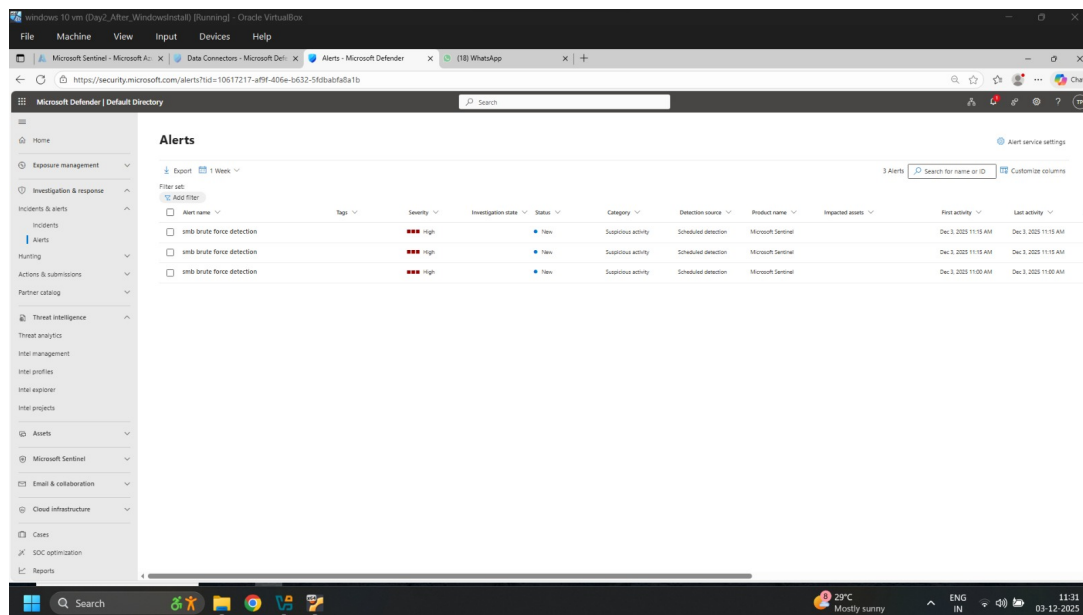 windows 10 vm (Day2_After_WindowsInstall) [Running] - Oracle VirtualBox
File Machine View Input Devices Help
Microsoft Sentinel - Microsoft Az
Data Connectors - Microsoft Def
Alerts - Microsoft Defender
(18) WhatsApp
https://security.microsoft.com/alerts?tid=10617217-af9f-406e-b632-5fdbabfa8a1b
Microsoft Defender | Default Directory
Search
Home
Exposure management
Investigation & response
Incidents & alerts
Incidents
Alerts
Hunting
Actions & submissions
Partner catalog
Threat intelligence
Threat analytics
Intel management
Intel profiles
Intel explorer
Intel projects
Assets
Microsoft Sentinel
Email & collaboration
Cloud infrastructure
Cases
SOC optimization
Reports
Alerts
Alert service settings
Export 1 Week
3 Alerts Search for name or ID Customize columns
Filter set:
Add filter
Alert name Tags Severity Investigation state Status Category Detection source Product name Impacted assets First activity Last activity
smb brute force detection High New Suspicious activity Scheduled detection Microsoft Sentinel Dec 3, 2025 11:15 AM Dec 3, 2025 11:15 AM
smb brute force detection High New Suspicious activity Scheduled detection Microsoft Sentinel Dec 3, 2025 11:15 AM Dec 3, 2025 11:15 AM
smb brute force detection High New Suspicious activity Scheduled detection Microsoft Sentinel Dec 3, 2025 11:00 AM Dec 3, 2025 11:00 AM
Search
29°C
Mostly sunny
ENG
IN
11:31
03-12-2025